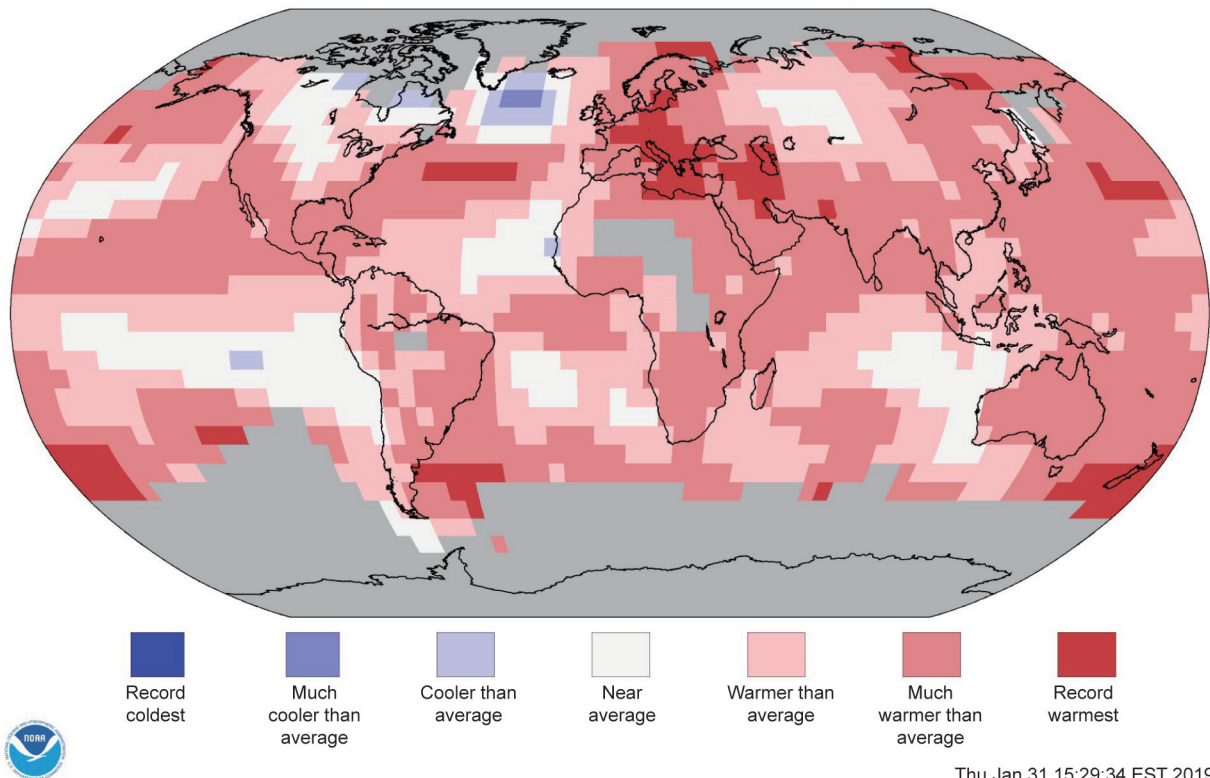 Record
coldest
Much
cooler than
average
Cooler than
average
Near
average
Warmer than
average
Much
warmer than
average
Record
warmest
NOAA
Thu Jan 31 15:29:34 EST 2019